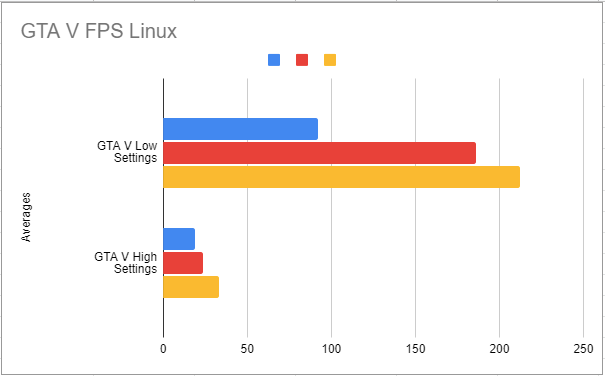 GTA V FPS Linux
Averages
GTA V Low
Settings
GTA V High
Settings
0 50 100 150 200 250